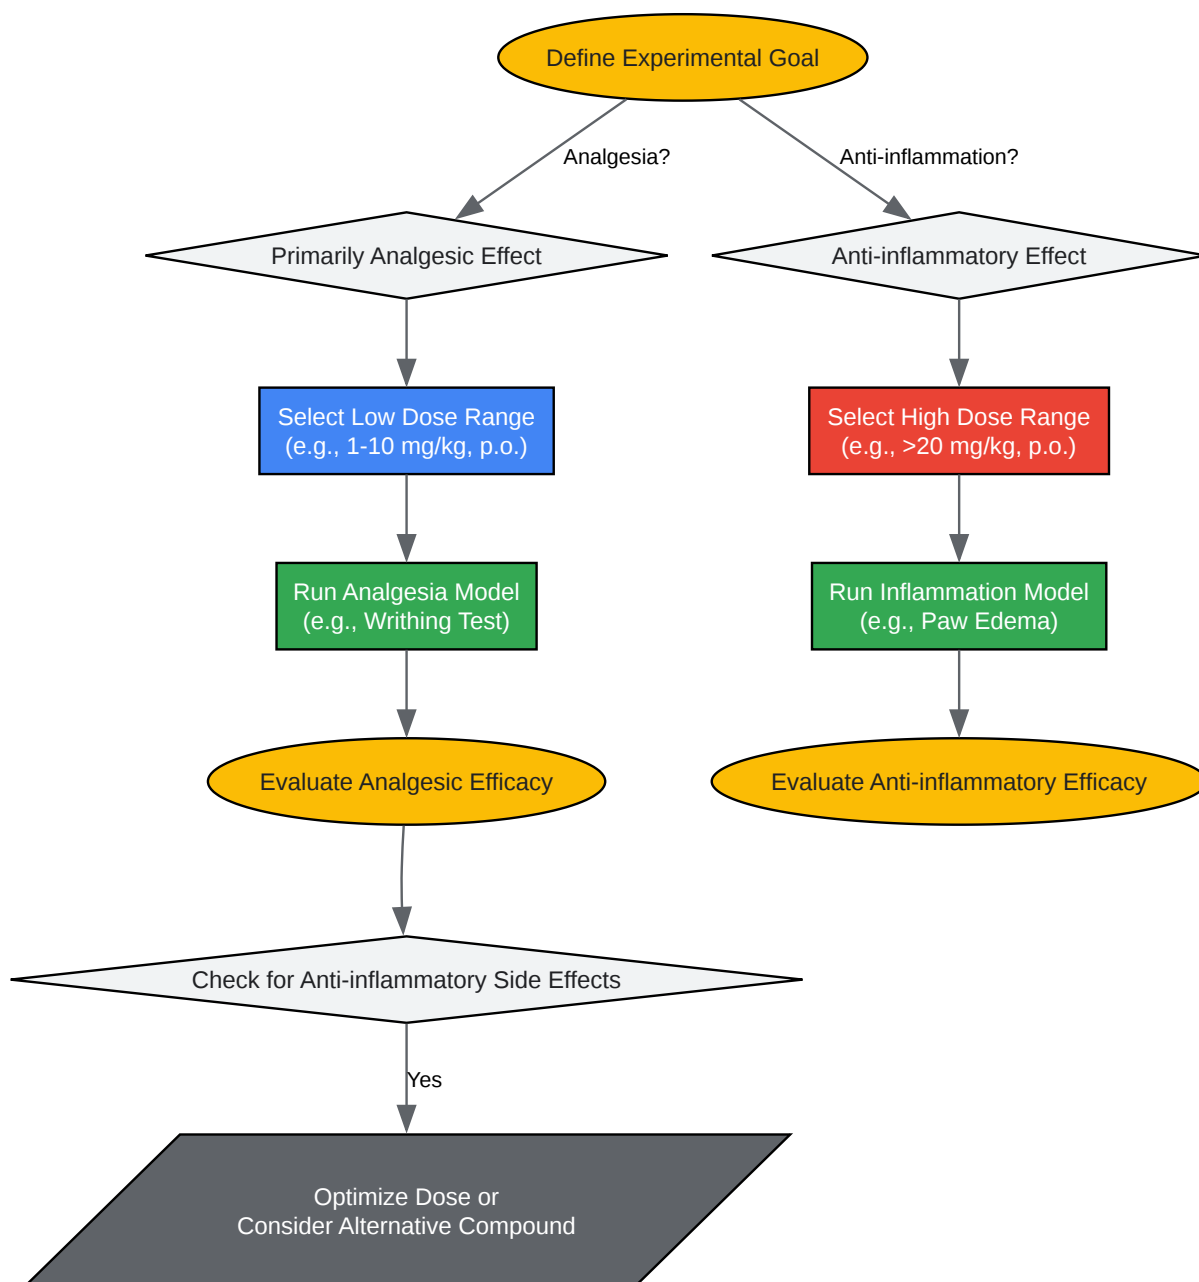 Define Experimental Goal
Analgesia?
Anti-inflammation?
Primarily Analgesic Effect
Anti-inflammatory Effect
Select Low Dose Range
(e.g., 1-10 mg/kg, p.o.)
Select High Dose Range
(e.g., >20 mg/kg, p.o.)
Run Analgesia Model
(e.g., Writhing Test)
Run Inflammation Model
(e.g., Paw Edema)
Evaluate Analgesic Efficacy
Evaluate Anti-inflammatory Efficacy
Check for Anti-inflammatory Side Effects
Yes
Optimize Dose or
Consider Alternative Compound